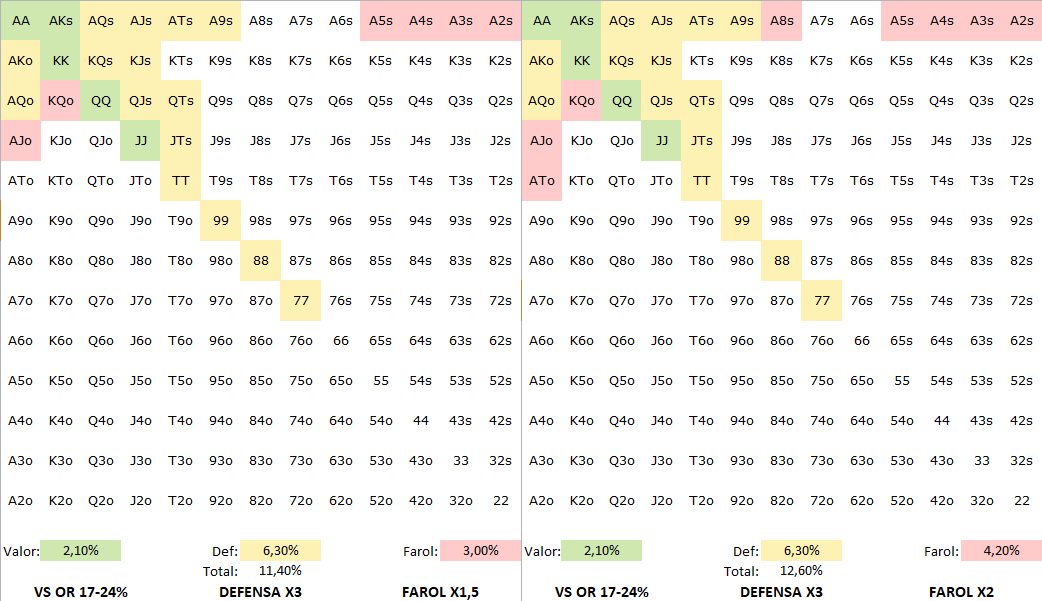 AA AKs AQs AJs ATs A9s A8s A7s A6s A5s A4s A3s A2s AA AKs AQs AJs ATs A9s A8s A7s A6s A5s A4s A3s A2s
AKo KK KQs KJs KTs K9s K8s K7s K6s K5s K4s K3s K2s AKo KK KQs KJs KTs K9s K8s K7s K6s K5s K4s K3s K2s
AQo KQo QQ QJs QTs Q9s Q8s Q7s Q6s Q5s Q4s Q3s Q2s AQo KQo QQ QJs QTs Q9s Q8s Q7s Q6s Q5s Q4s Q3s Q2s
AJo KJo QJo JJ JTs J9s J8s J7s J6s J5s J4s J3s J2s AJo KJo QJo JJ JTs J9s J8s J7s J6s J5s J4s J3s J2s
ATo KTo QTo JTo TT T9s T8s T7s T6s T5s T4s T3s T2s ATo KTo QTo JTo TT T9s T8s T7s T6s T5s T4s T3s T2s
A9o K9o Q9o J9o T9o 99 98s 97s 96s 95s 94s 93s 92s A9o K9o Q9o J9o T9o 99 98s 97s 96s 95s 94s 93s 92s
A8o K8o Q8o J8o T8o 98o 88 87s 86s 85s 84s 83s 82s A8o K8o Q8o J8o T8o 98o 88 87s 86s 85s 84s 83s 82s
A7o K7o Q7o J7o T7o 97o 87o 77 76s 75s 74s 73s 72s A7o K7o Q7o J7o T7o 97o 87o 77 76s 75s 74s 73s 72s
A6o K6o Q6o J6o T6o 96o 86o 76o 66 65s 64s 63s 62s A6o K6o Q6o J6o T6o 96o 86o 76o 66 65s 64s 63s 62s
A5o K5o Q5o J5o T5o 95o 85o 75o 65o 55 54s 53s 52s A5o K5o Q5o J5o T5o 95o 85o 75o 65o 55 54s 53s 52s
A4o K4o Q4o J4o T4o 94o 84o 74o 64o 54o 44 43s 42s A4o K4o Q4o J4o T4o 94o 84o 74o 64o 54o 44 43s 42s
A3o K3o Q3o J3o T3o 93o 83o 73o 63o 53o 43o 33 32s A3o K3o Q3o J3o T3o 93o 83o 73o 63o 53o 43o 33 32s
A2o K2o Q2o J2o T2o 92o 82o 72o 62o 52o 42o 32o 22 A2o K2o Q2o J2o T2o 92o 82o 72o 62o 52o 42o 32o 22
Valor: 2,10% Def: 6,30% Farol: 3,00% Valor: 2,10% Def: 6,30% Farol: 4,20%
Total: 11,40% Total: 12,60%
VS OR 17-24% DEFENSA X3 FAROL X1,5 VS OR 17-24% DEFENSA X3 FAROL X2